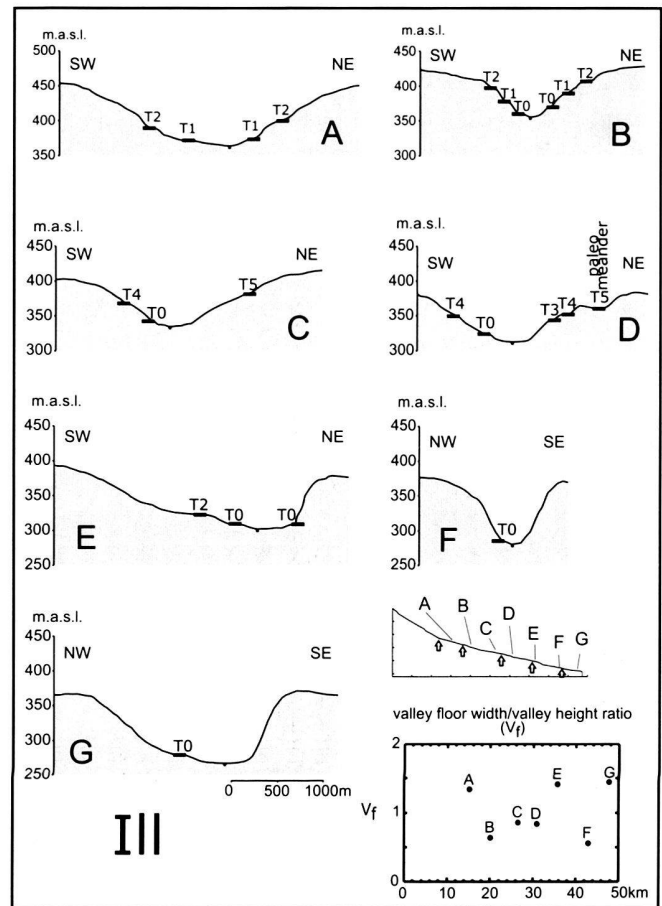 m.a.s.l.
500
450
400
350
SW
NE
T2
T1
T1
T2
A
m.a.s.l.
450
400
350
300
SW
NE
T2
T1
T0
T0
T1
T2
B
m.a.s.l.
450
400
350
300
SW
NE
T4
T0
T5
C
m.a.s.l.
450
400
350
300
SW
paleo
meander
NE
T4
T0
T3
T4
T5
D
m.a.s.l.
450
400
350
300
250
SW
NE
T2
T0
T0
E
m.a.s.l.
450
400
350
300
250
NW
SE
T0
F
m.a.s.l.
450
400
350
300
250
NW
SE
T0
G
0 1000m
III
A
B
C
D
E
F
G
valley floor width/valley height ratio
(Vf)
2
1
0
Vf
A
B
C
D
E
F
G
0 10 20 30 40 50km